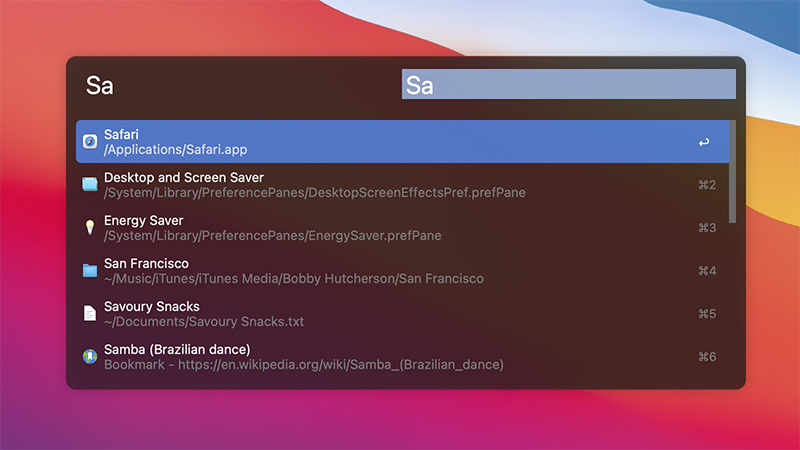 Sa Sa
Safari
/Applications/Safari.app ↩
Desktop and Screen Saver
/System/Library/PreferencePanes/DesktopScreenEffectsPref.prefPane ⌘2
Energy Saver
/System/Library/PreferencePanes/EnergySaver.prefPane ⌘3
San Francisco
~/Music/iTunes/iTunes Media/Bobby Hutcherson/San Francisco ⌘4
Savoury Snacks
~/Documents/Savoury Snacks.txt ⌘5
Samba (Brazilian dance)
Bookmark - https://en.wikipedia.org/wiki/Samba_(Brazilian_dance) ⌘6